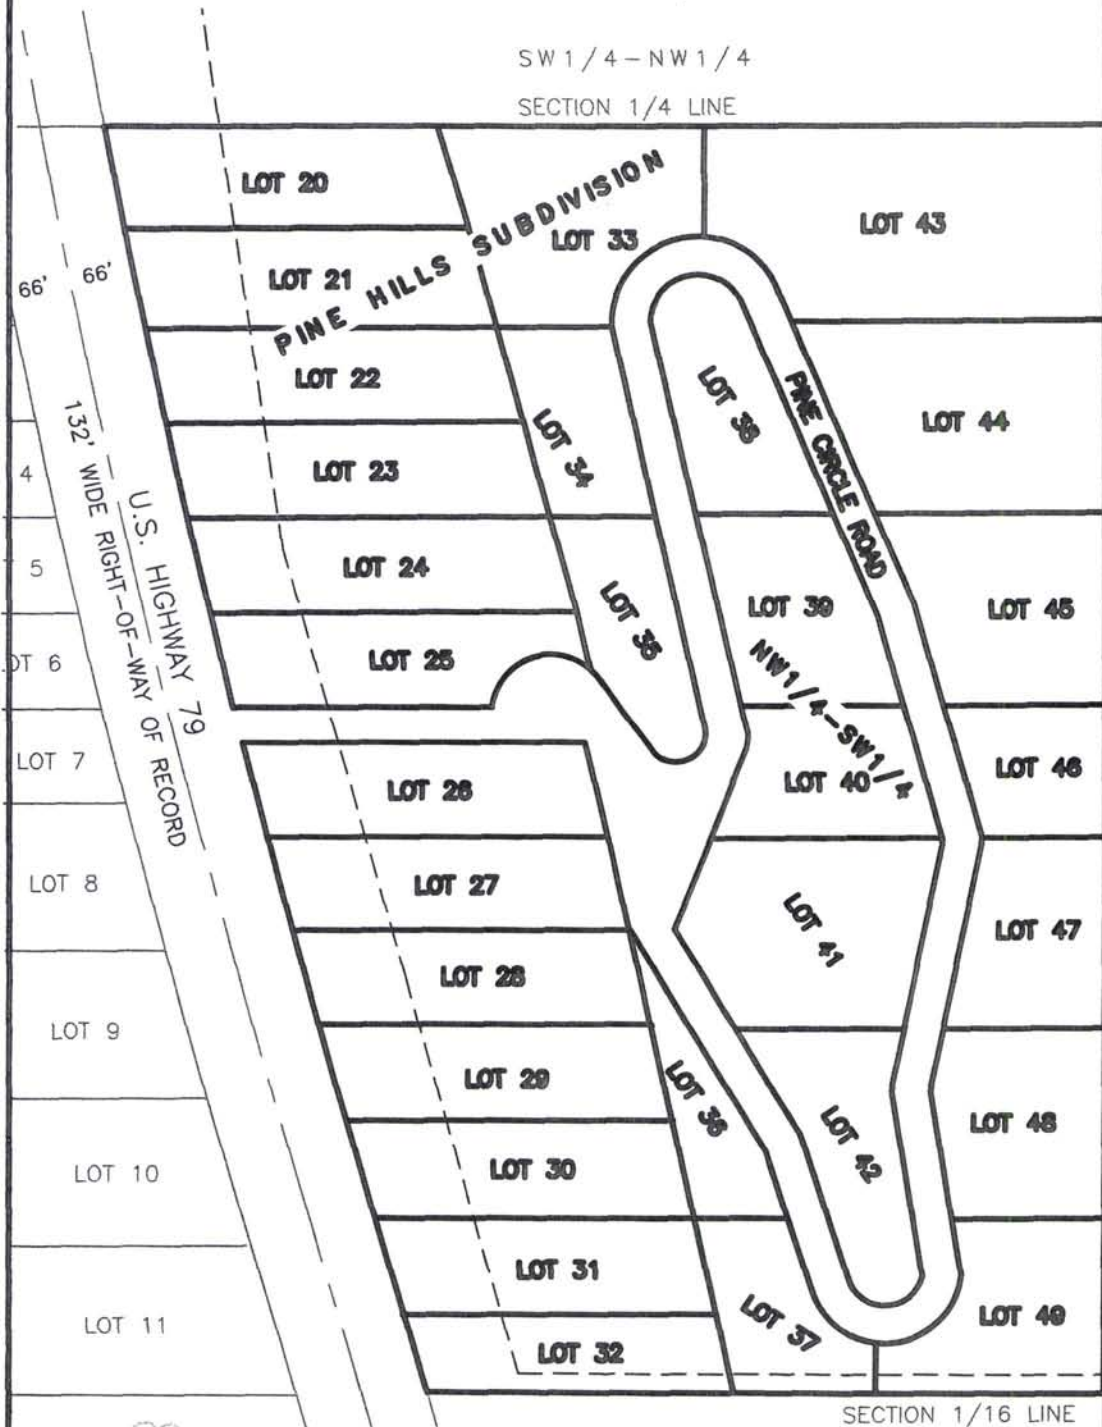 SW1/4-NW1/4
SECTION 1/4 LINE
LOT 20
PINE HILLS SUBDIVISION
LOT 33
LOT 43
66'
66'
LOT 21
LOT 22
LOT 38
PINE CIRCLE ROAD
LOT 44
LOT 34
4
LOT 23
132' WIDE RIGHT-OF-WAY OF RECORD
U.S. HIGHWAY 79
5
LOT 24
LOT 35
LOT 39
LOT 45
OT 6
LOT 25
NW1/4-SW1/4
LOT 7
LOT 26
LOT 40
LOT 46
LOT 8
LOT 27
LOT 41
LOT 47
LOT 28
LOT 9
LOT 29
LOT 36
LOT 42
LOT 48
LOT 10
LOT 30
LOT 31
LOT 11
LOT 32
LOT 37
LOT 49
SECTION 1/16 LINE